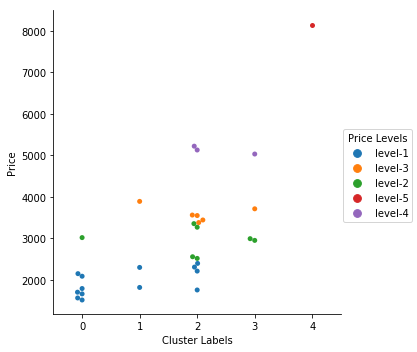 8000
7000
6000
5000
4000
3000
2000
Price
0 1 2 3 4
Cluster Labels
Price Levels
level-1
level-3
level-2
level-5
level-4